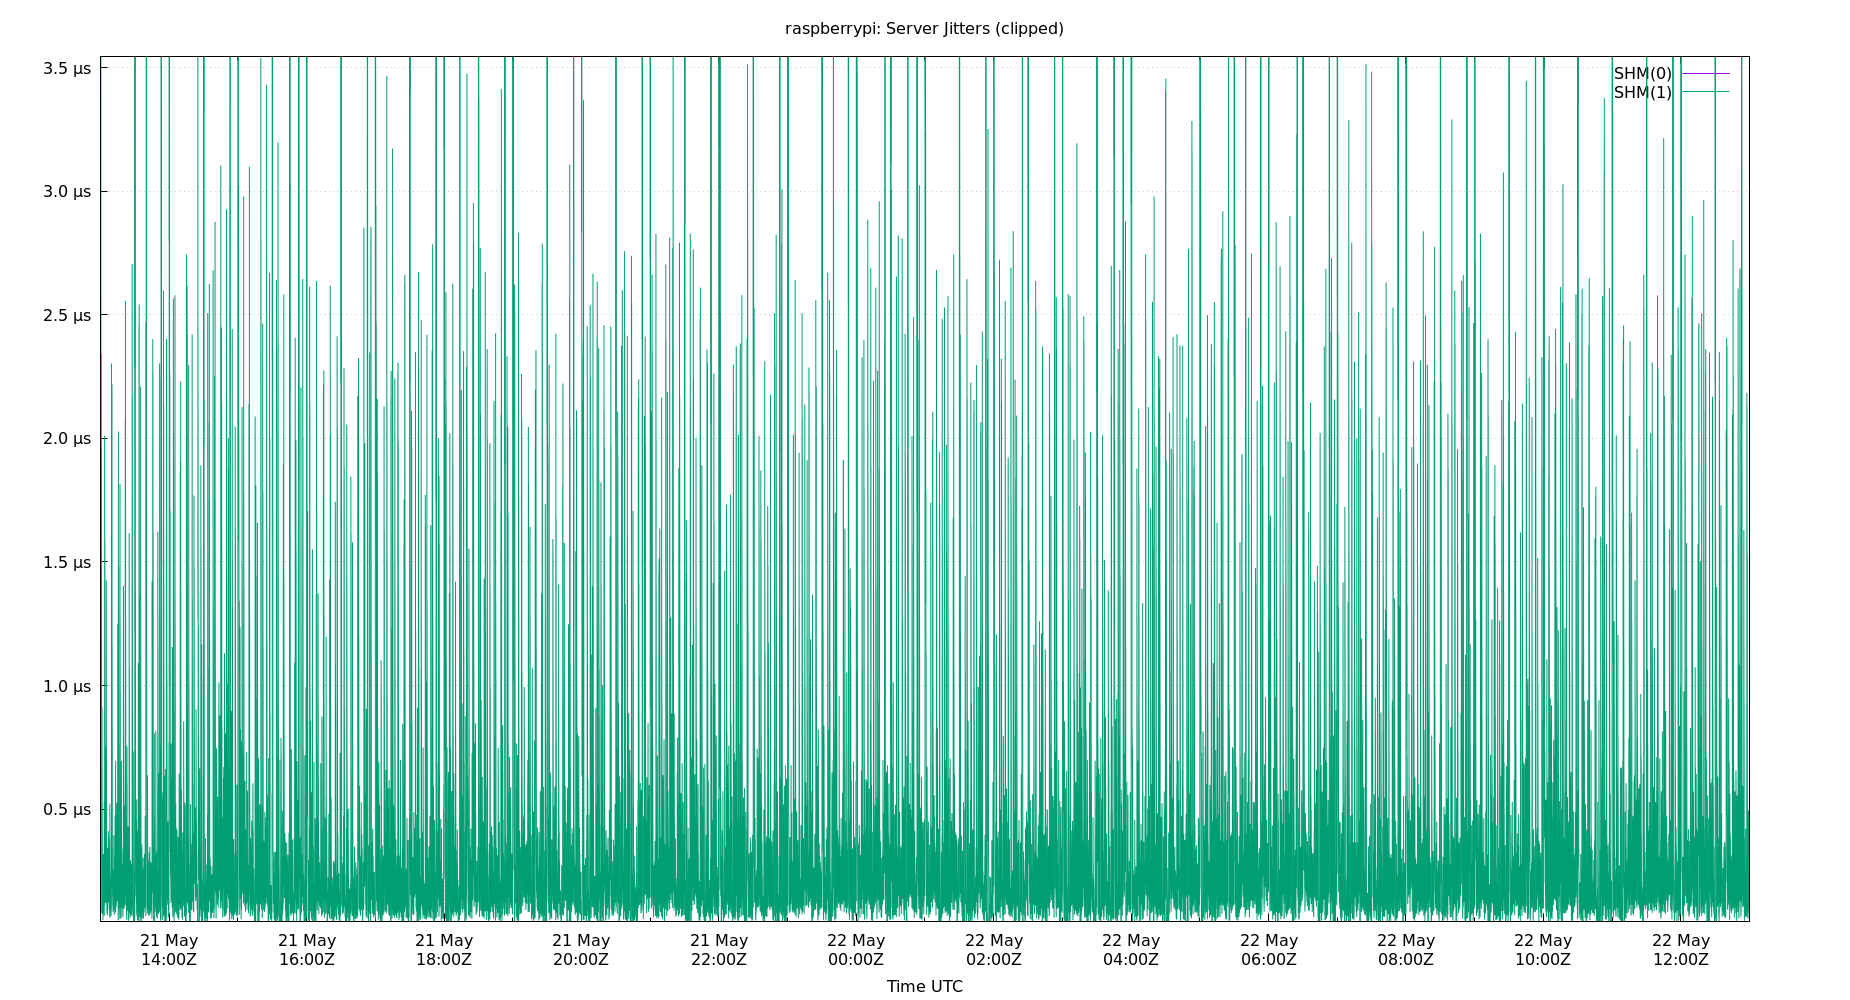 raspberrypi: Server Jitters (clipped)
3.5 µs
3.0 µs
2.5 µs
2.0 µs
1.5 µs
1.0 µs
0.5 µs
SHM(0)
SHM(1)
21 May 21 May 21 May 21 May 21 May 22 May 22 May 22 May 22 May 22 May 22 May 22 May
14:00Z 16:00Z 18:00Z 20:00Z 22:00Z 00:00Z 02:00Z 04:00Z 06:00Z 08:00Z 10:00Z 12:00Z
Time UTC